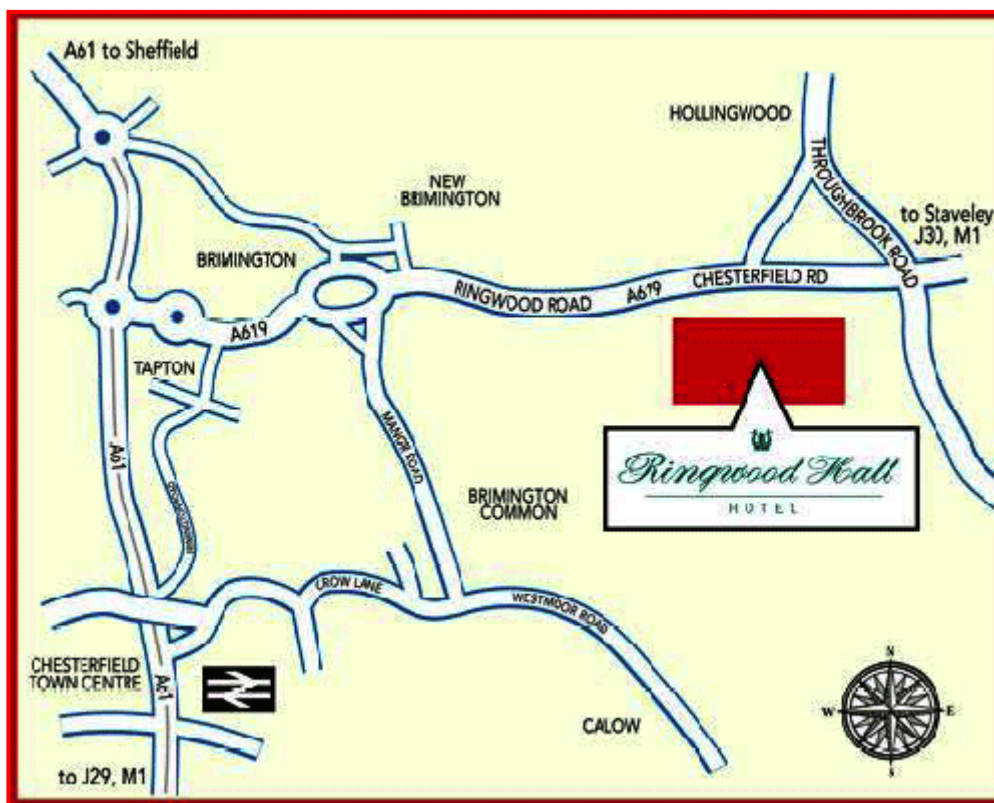 A61 to Sheffield
HOLLINGWOOD
THROUGHBROOK ROAD
NEW
BRIMINGTON
to Staveley
J30, M1
BRIMINGTON
RINGWOOD ROAD
A619
CHESTERFIELD RD
A619
TAPTON
A61
MANOR ROAD
Ringwood Hall
HOTEL
BRIMINGTON
COMMON
CROW LANE
WESTMOOR ROAD
CHESTERFIELD
TOWN CENTRE
A61
CALOW
N
W
E
S
to J29, M1